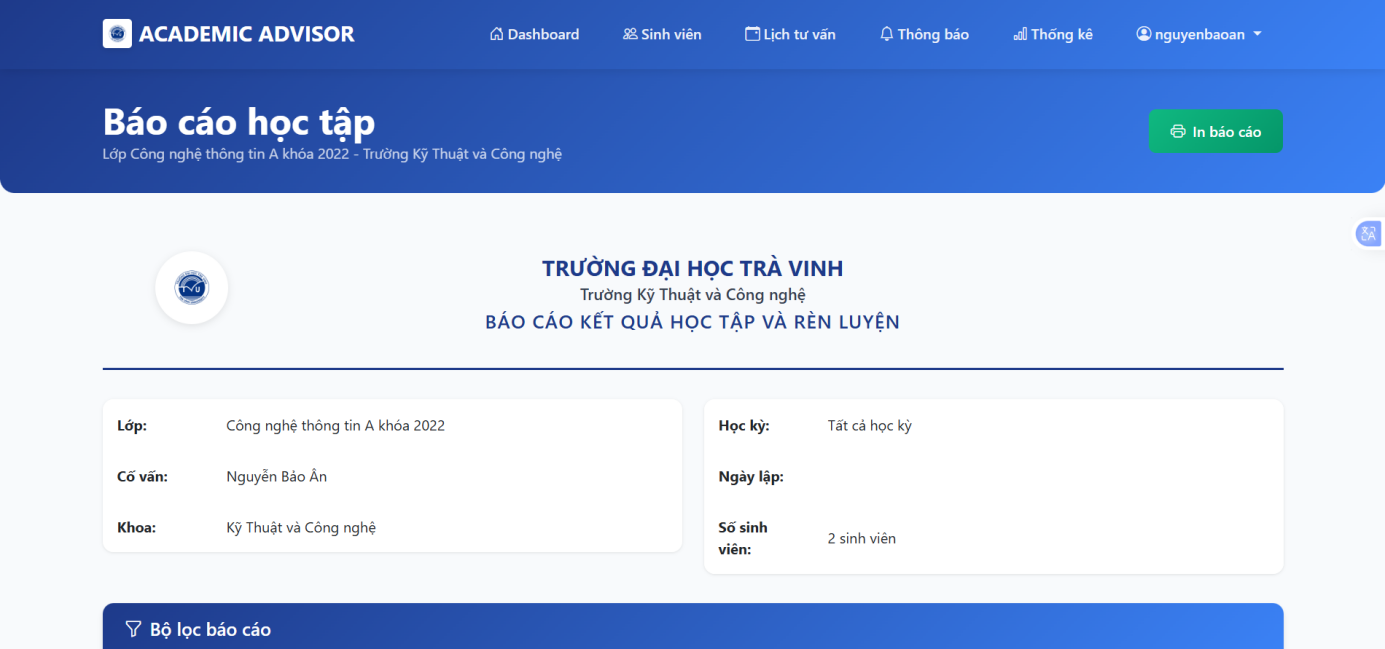 ACADEMIC ADVISOR
Dashboard
Sinh viên
Lịch tư vấn
Thông báo
Thống kê
nguyenbaoan
Báo cáo học tập
Lớp Công nghệ thông tin A khóa 2022 - Trường Kỹ Thuật và Công nghệ
In báo cáo
TVU
TRƯỜNG ĐẠI HỌC TRÀ VINH
Trường Kỹ Thuật và Công nghệ
BÁO CÁO KẾT QUẢ HỌC TẬP VÀ RÈN LUYỆN
Lớp: Công nghệ thông tin A khóa 2022
Cố vấn: Nguyễn Bảo Ân
Khoa: Kỹ Thuật và Công nghệ
Học kỳ: Tất cả học kỳ
Ngày lập:
Số sinh
viên: 2 sinh viên
Bộ lọc báo cáo